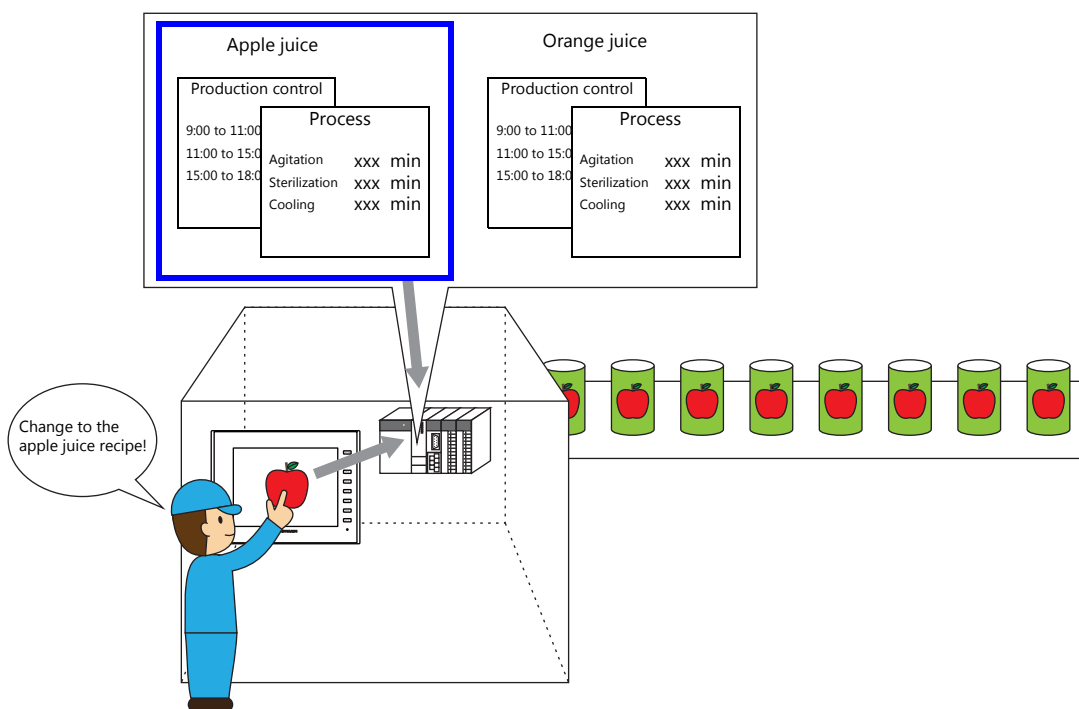 Apple juice
Production control
9:00 to 11:00
11:00 to 15:0
15:00 to 18:0
Process
Agitation xxx min
Sterilization xxx min
Cooling xxx min
Orange juice
Production control
9:00 to 11:00
11:00 to 15:0
15:00 to 18:0
Process
Agitation xxx min
Sterilization xxx min
Cooling xxx min
Change to the
apple juice recipe!